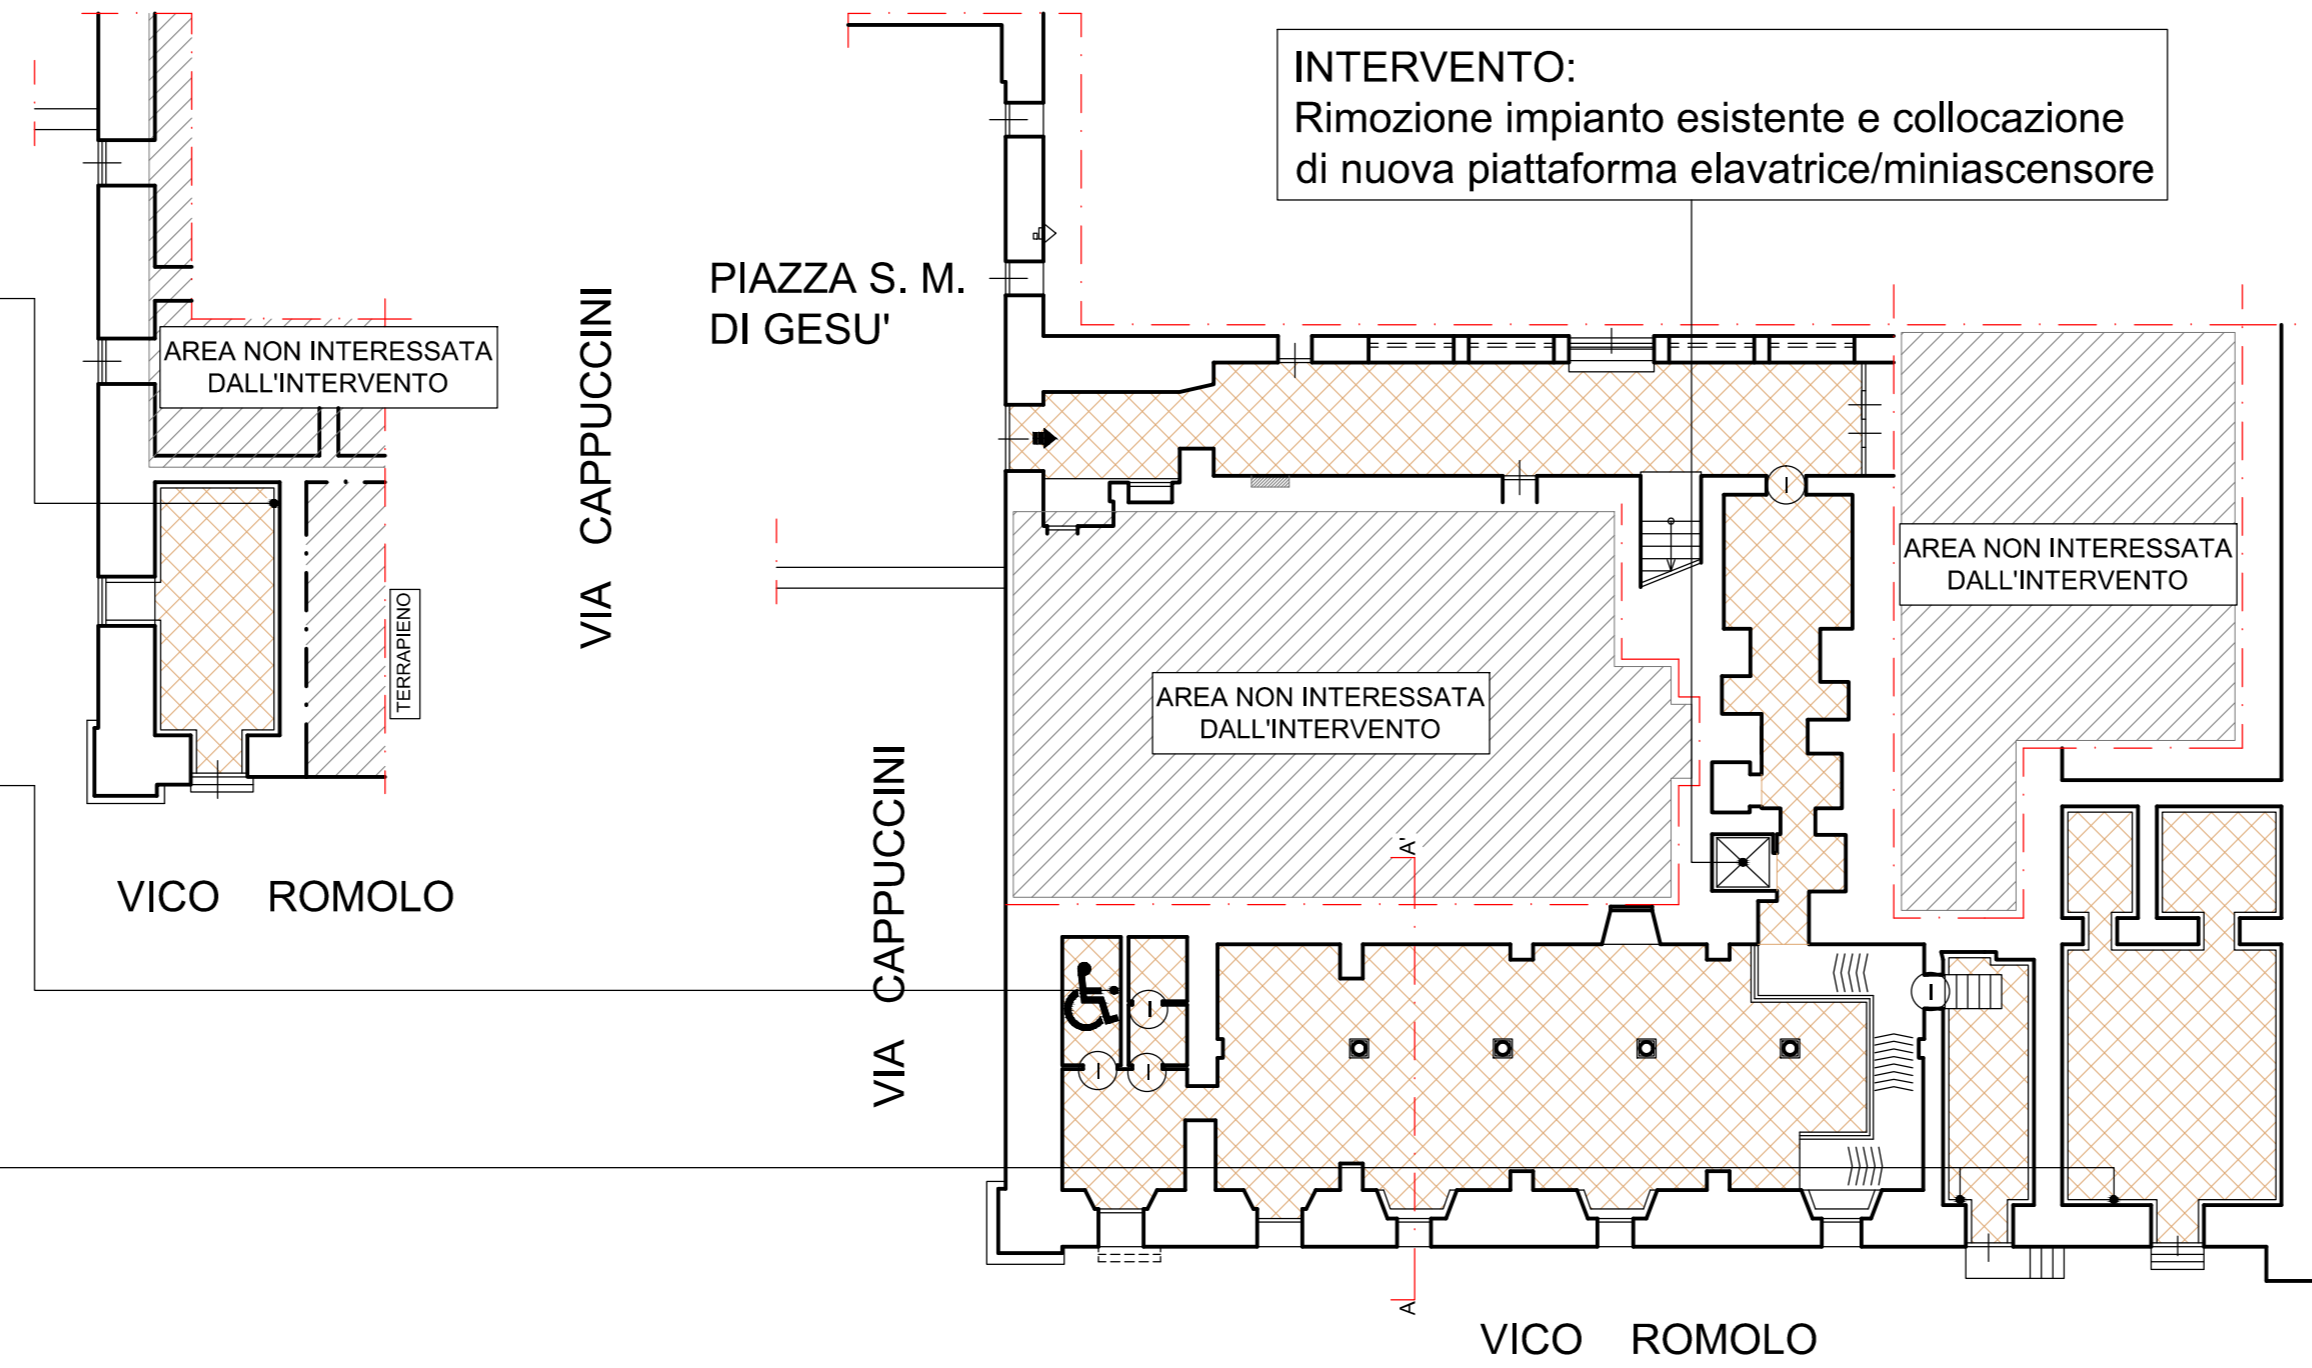 INTERVENTO:
Rimozione impianto esistente e collocazione
di nuova piattaforma elavatrice/miniascensore
PIAZZA S. M.
DI GESU'
VIA CAPPUCCINI
AREA NON INTERESSATA
DALL'INTERVENTO
TERRAPIENO
VICO ROMOLO
AREA NON INTERESSATA
DALL'INTERVENTO
AREA NON INTERESSATA
DALL'INTERVENTO
VIA CAPPUCCINI
A'
A
VICO ROMOLO